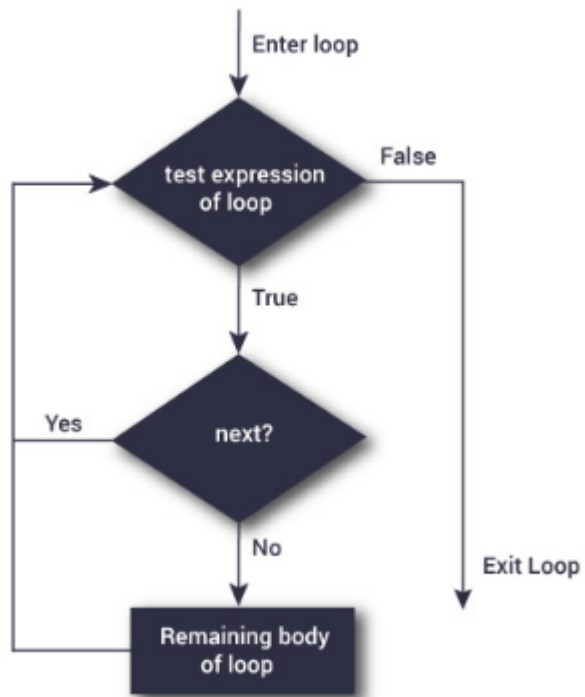 Enter loop
test expression
of loop
False
True
Yes
next?
No
Exit Loop
Remaining body
of loop